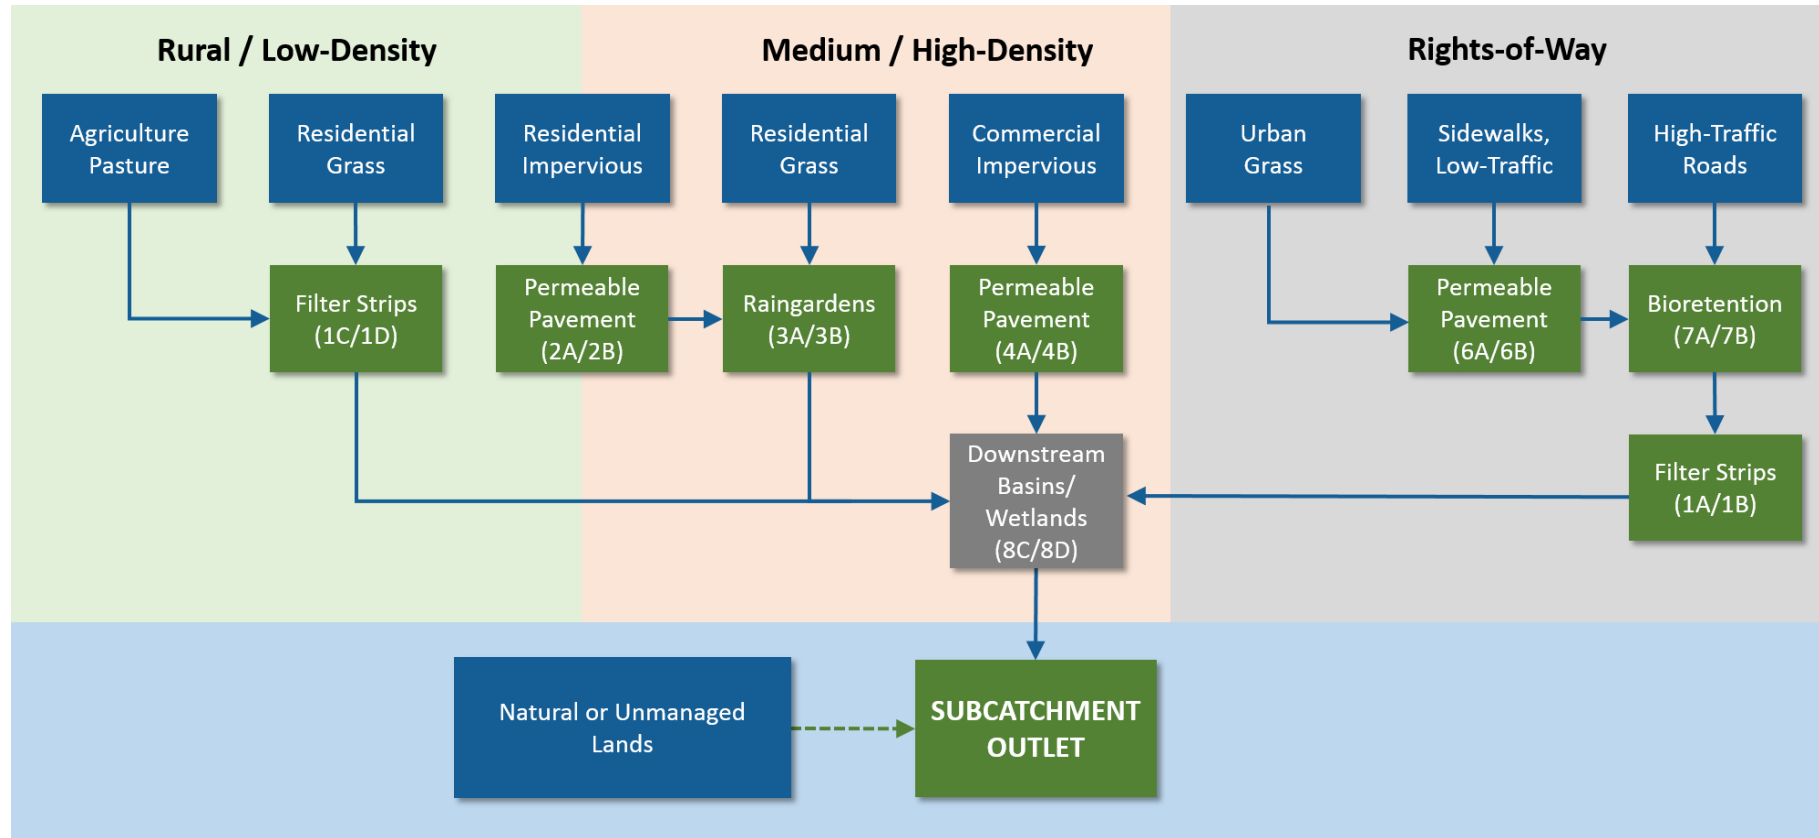 Rural / Low-Density
Medium / High-Density
Rights-of-Way
Agriculture
Pasture
Residential
Grass
Residential
Impervious
Residential
Grass
Commercial
Impervious
Urban
Grass
Sidewalks,
Low-Traffic
High-Traffic
Roads
Filter Strips
(1C/1D)
Permeable
Pavement
(2A/2B)
Raingardens
(3A/3B)
Permeable
Pavement
(4A/4B)
Permeable
Pavement
(6A/6B)
Bioretention
(7A/7B)
Downstream
Basins/
Wetlands
(8C/8D)
Filter Strips
(1A/1B)
Natural or Unmanaged
Lands
SUBCATCHMENT
OUTLET